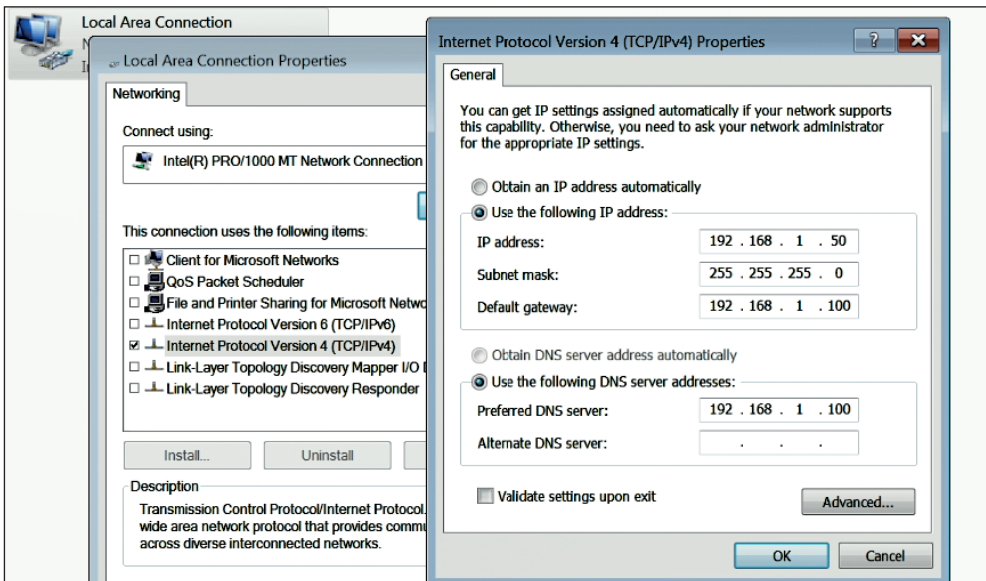 Local Area Connection
N
In
Local Area Connection Properties
Networking
Connect using:
Intel(R) PRO/1000 MT Network Connection
This connection uses the following items:
Client for Microsoft Networks
QoS Packet Scheduler
File and Printer Sharing for Microsoft Netwo
Internet Protocol Version 6 (TCP/IPv6)
Internet Protocol Version 4 (TCP/IPv4)
Link-Layer Topology Discovery Mapper I/O D
Link-Layer Topology Discovery Responder
Install...
Uninstall
Description
Transmission Control Protocol/Internet Protocol.
wide area network protocol that provides commu
across diverse interconnected networks.
Internet Protocol Version 4 (TCP/IPv4) Properties
General
You can get IP settings assigned automatically if your network supports
this capability. Otherwise, you need to ask your network administrator
for the appropriate IP settings.
Obtain an IP address automatically
Use the following IP address:
IP address: 192 . 168 . 1 . 50
Subnet mask: 255 . 255 . 255 . 0
Default gateway: 192 . 168 . 1 . 100
Obtain DNS server address automatically
Use the following DNS server addresses:
Preferred DNS server: 192 . 168 . 1 . 100
Alternate DNS server: . . .
Validate settings upon exit
Advanced...
OK
Cancel